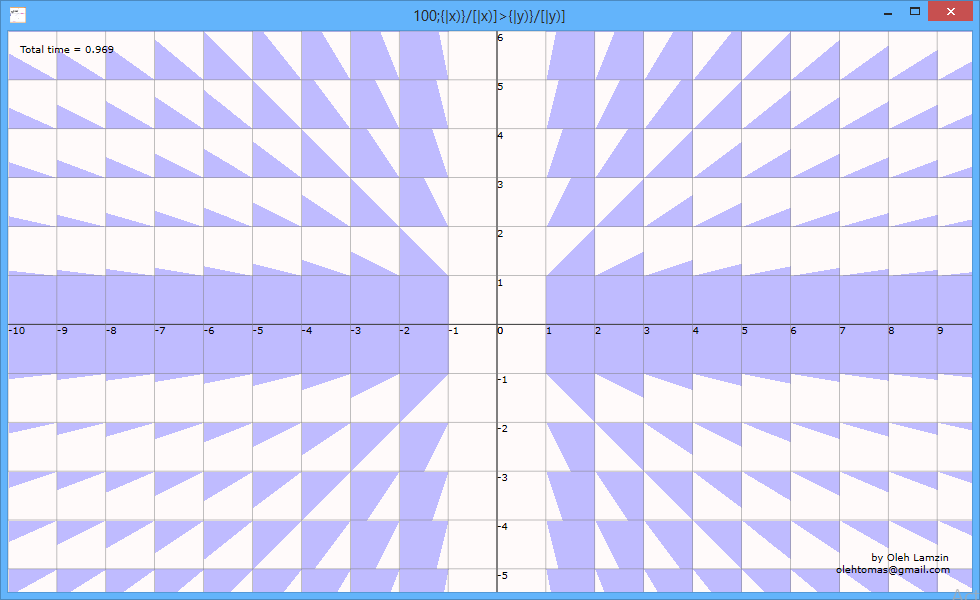 100;{|x)}/[|x)]>{|y)}/[|y)]
Total time = 0.969
6
5
4
3
2
1
-10 -9 -8 -7 -6 -5 -4 -3 -2 -1 0 1 2 3 4 5 6 7 8 9
-1
-2
-3
-4
by Oleh Lamzin
olehtomas@gmail.com
-5